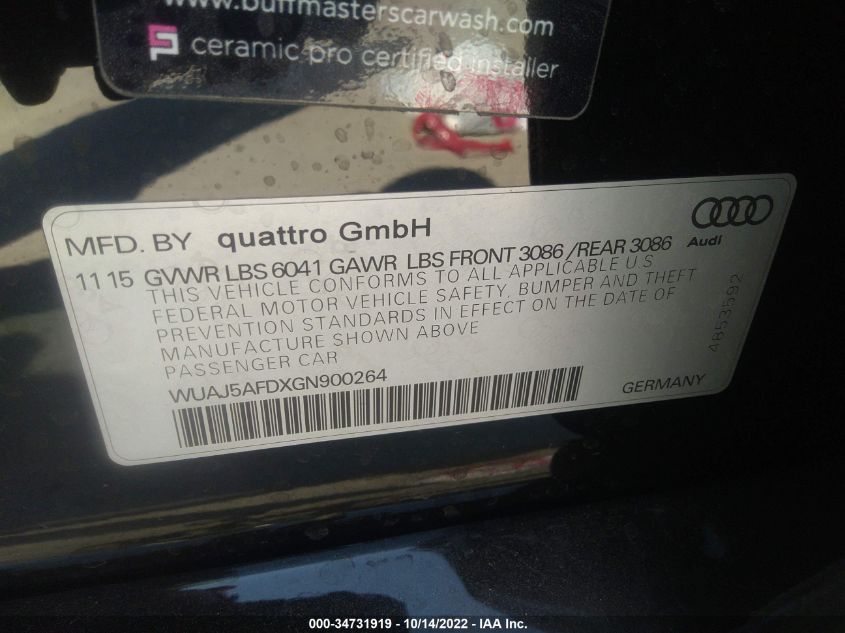 www.buffmasterscarwash.com
ceramic pro certified installer
MFD. BY quattro GmbH
Audi
11 15 GVWR LBS 6041 GAWR LBS FRONT 3086 /REAR 3086
THIS VEHICLE CONFORMS TO ALL APPLICABLE U S
FEDERAL MOTOR VEHICLE SAFETY, BUMPER AND THEFT
PREVENTION STANDARDS IN EFFECT ON THE DATE OF
MANUFACTURE SHOWN ABOVE
PASSENGER CAR
WUAJ5AFDXGN900264
GERMANY
4853592
000-34731919 - 10/14/2022 - IAA Inc.